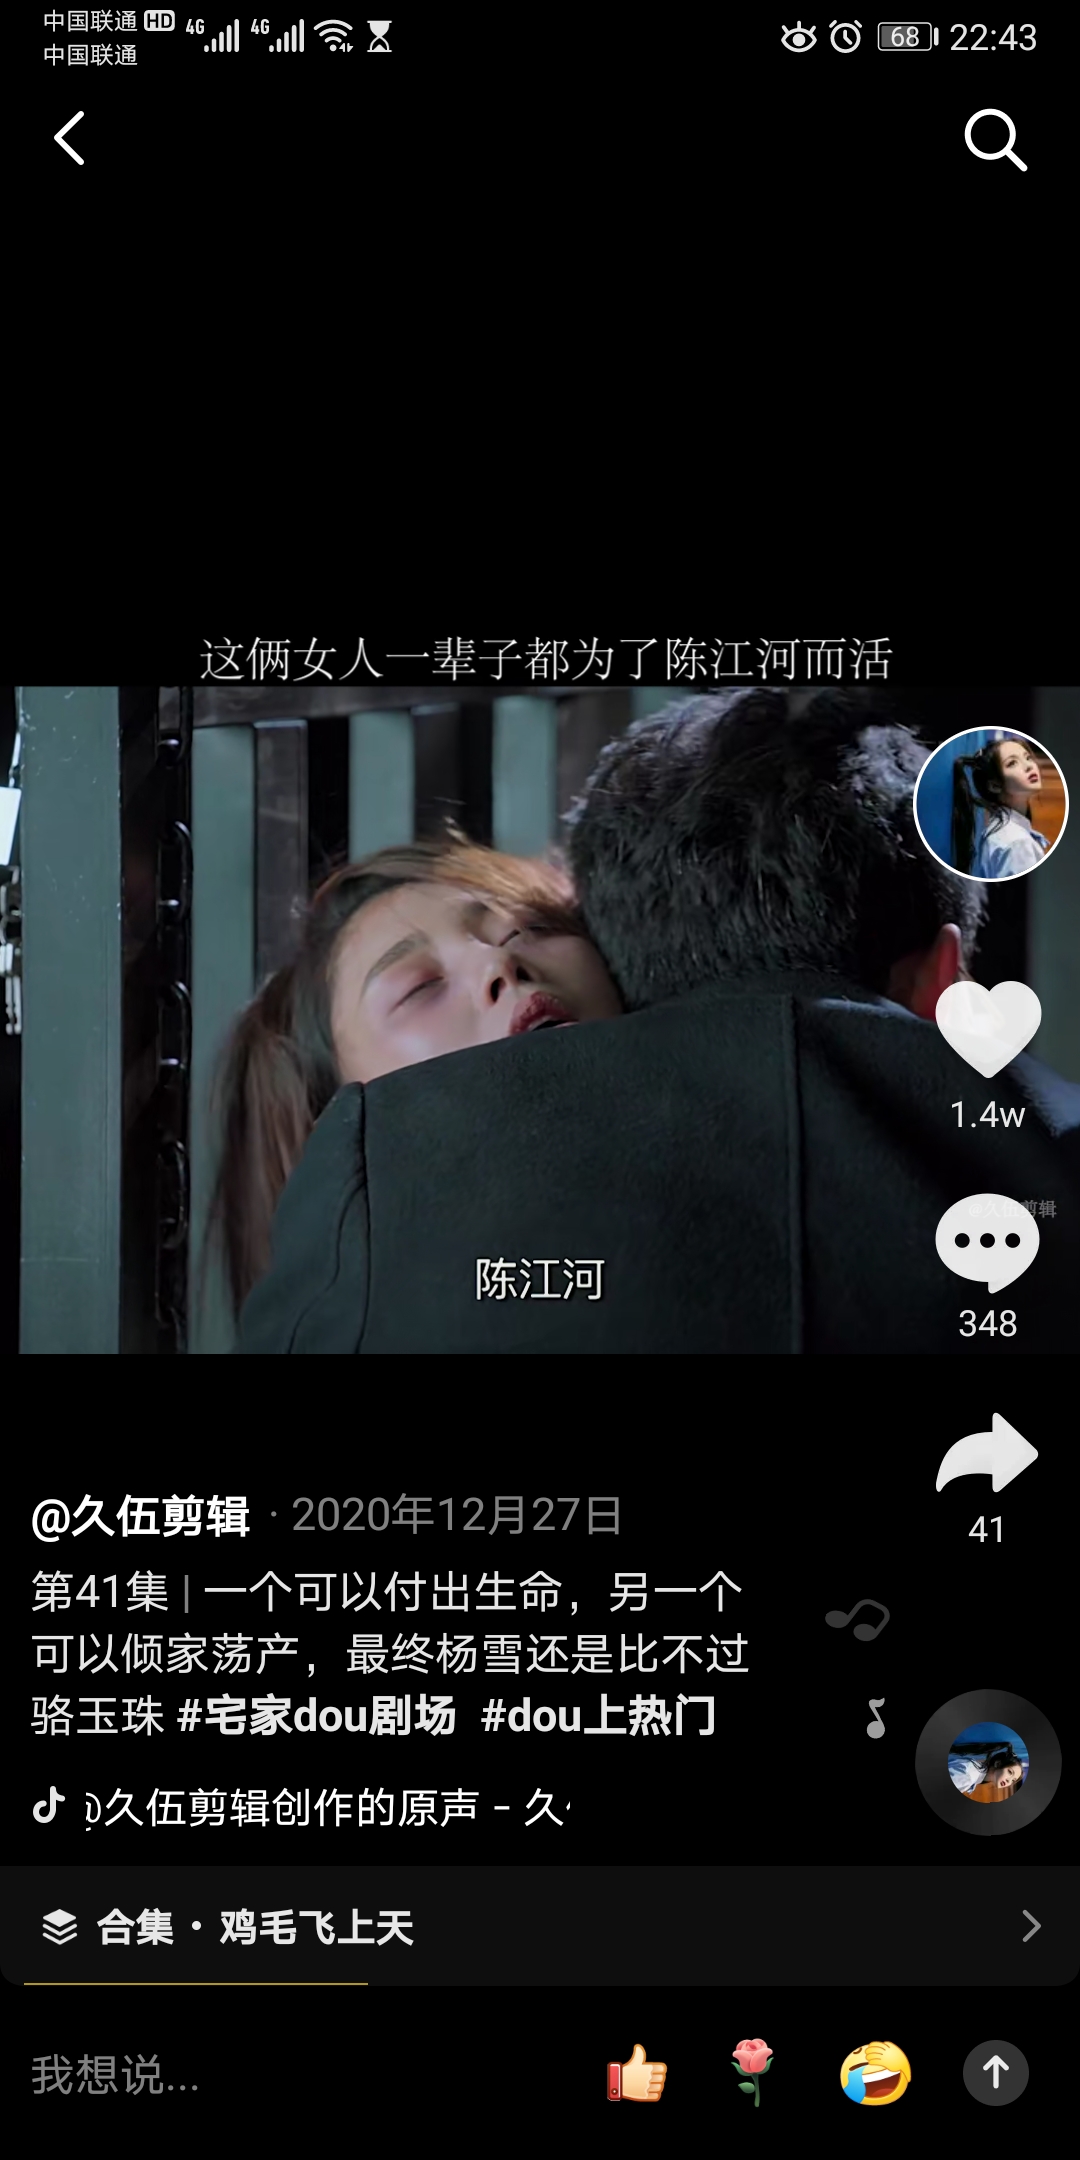 中国联通 HD 4G 4G 68 22:43
中国联通
这俩女人一辈子都为了陈江河而活
1.4w
@久伍剪辑
陈江河
348
41
@久伍剪辑 · 2020年12月27日
第41集 | 一个可以付出生命，另一个
可以倾家荡产，最终杨雪还是比不过
骆玉珠 #宅家dou剧场 #dou上热门
@久伍剪辑创作的原声 - 久
合集 · 鸡毛飞上天
我想说...